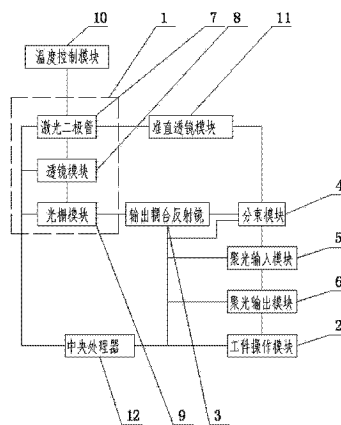 10
1
7
8
11
温度控制模块
激光二极管
准直透镜模块
透镜模块
4
光栅模块
输出耦合反射镜
分束模块
5
聚光输入模块
6
聚光输出模块
2
中央处理器
工件操作模块
12
9
3